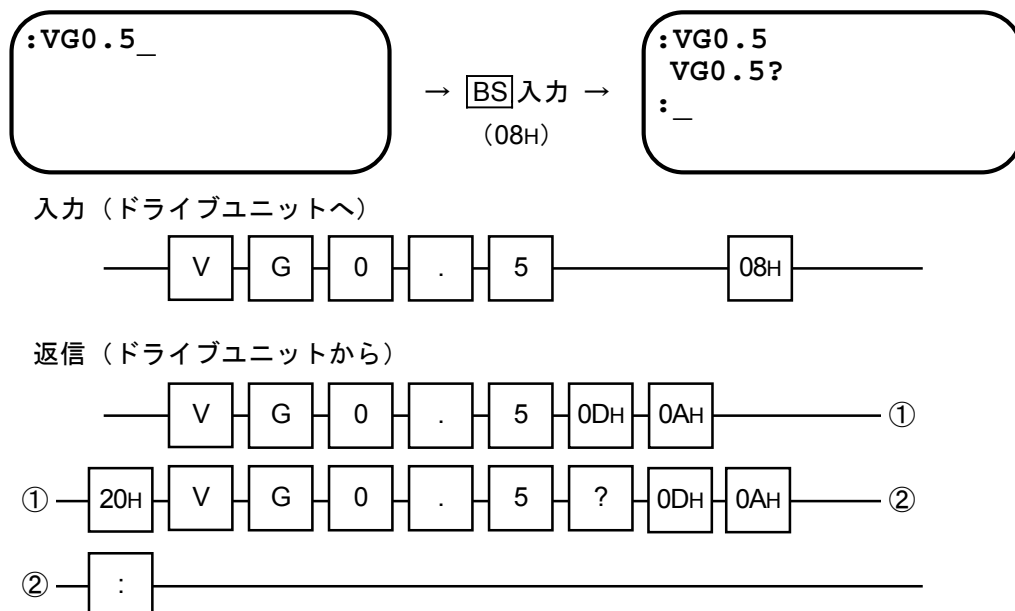 :VG0.5_
→ BS入力 →
（08H）
:VG0.5
VG0.5?
:_
入力（ドライブユニットへ）
V G 0 . 5 08H
返信（ドライブユニットから）
V G 0 . 5 0DH 0AH ①
① 20H V G 0 . 5 ? 0DH 0AH ②
② :